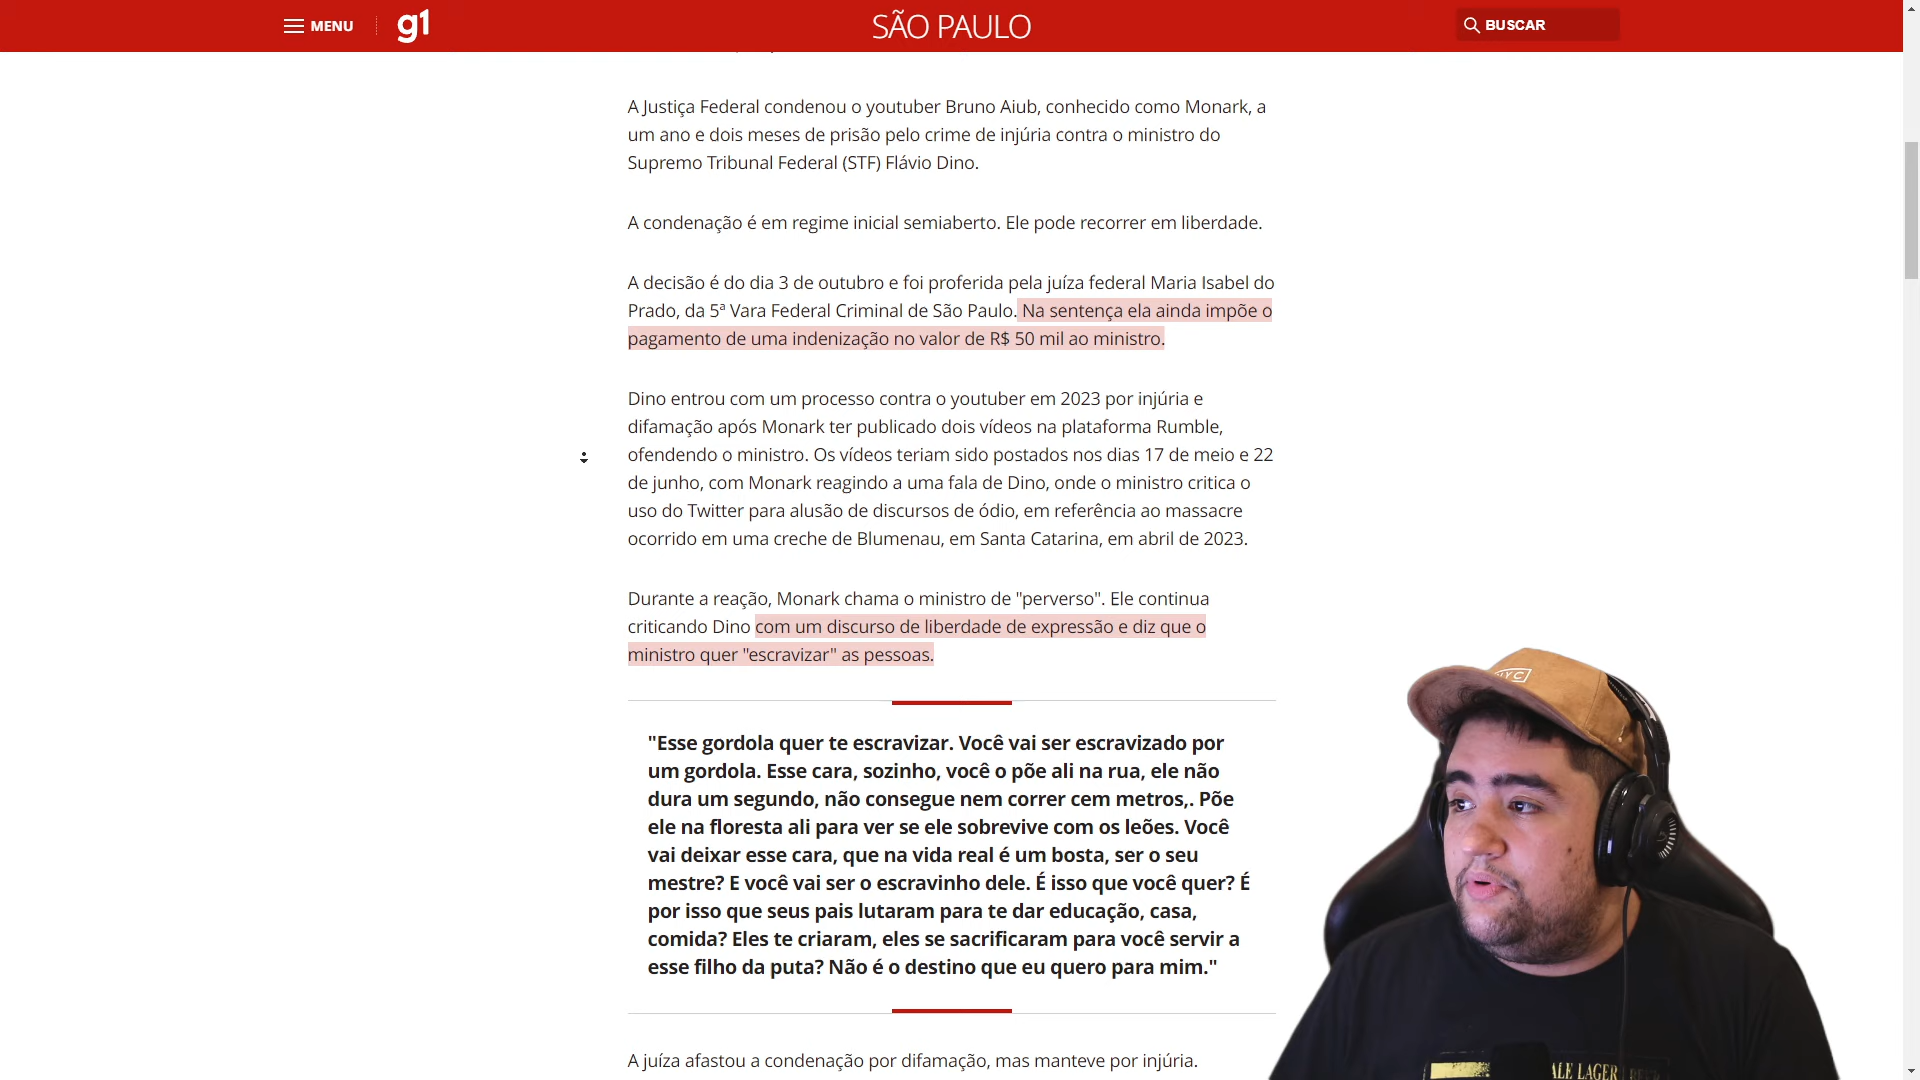 MENU
g1
SÃO PAULO
BUSCAR
A Justiça Federal condenou o youtuber Bruno Aiub, conhecido como Monark, a
um ano e dois meses de prisão pelo crime de injúria contra o ministro do
Supremo Tribunal Federal (STF) Flávio Dino.
A condenação é em regime inicial semiaberto. Ele pode recorrer em liberdade.
A decisão é do dia 3 de outubro e foi proferida pela juíza federal Maria Isabel do
Prado, da 5ª Vara Federal Criminal de São Paulo. Na sentença ela ainda impõe o
pagamento de uma indenização no valor de R$ 50 mil ao ministro.
Dino entrou com um processo contra o youtuber em 2023 por injúria e
difamação após Monark ter publicado dois vídeos na plataforma Rumble,
ofendendo o ministro. Os vídeos teriam sido postados nos dias 17 de meio e 22
de junho, com Monark reagindo a uma fala de Dino, onde o ministro critica o
uso do Twitter para alusão de discursos de ódio, em referência ao massacre
ocorrido em uma creche de Blumenau, em Santa Catarina, em abril de 2023.
Durante a reação, Monark chama o ministro de "perverso". Ele continua
criticando Dino com um discurso de liberdade de expressão e diz que o
ministro quer "escravizar" as pessoas.
"Esse gordola quer te escravizar. Você vai ser escravizado por
um gordola. Esse cara, sozinho, você o põe ali na rua, ele não
dura um segundo, não consegue nem correr cem metros,. Põe
ele na floresta ali para ver se ele sobrevive com os leões. Você
vai deixar esse cara, que na vida real é um bosta, ser o seu
mestre? E você vai ser o escravinho dele. É isso que você quer? É
por isso que seus pais lutaram para te dar educação, casa,
comida? Eles te criaram, eles se sacrificaram para você servir a
esse filho da puta? Não é o destino que eu quero para mim."
A juíza afastou a condenação por difamação, mas manteve por injúria.
ALE LAGER